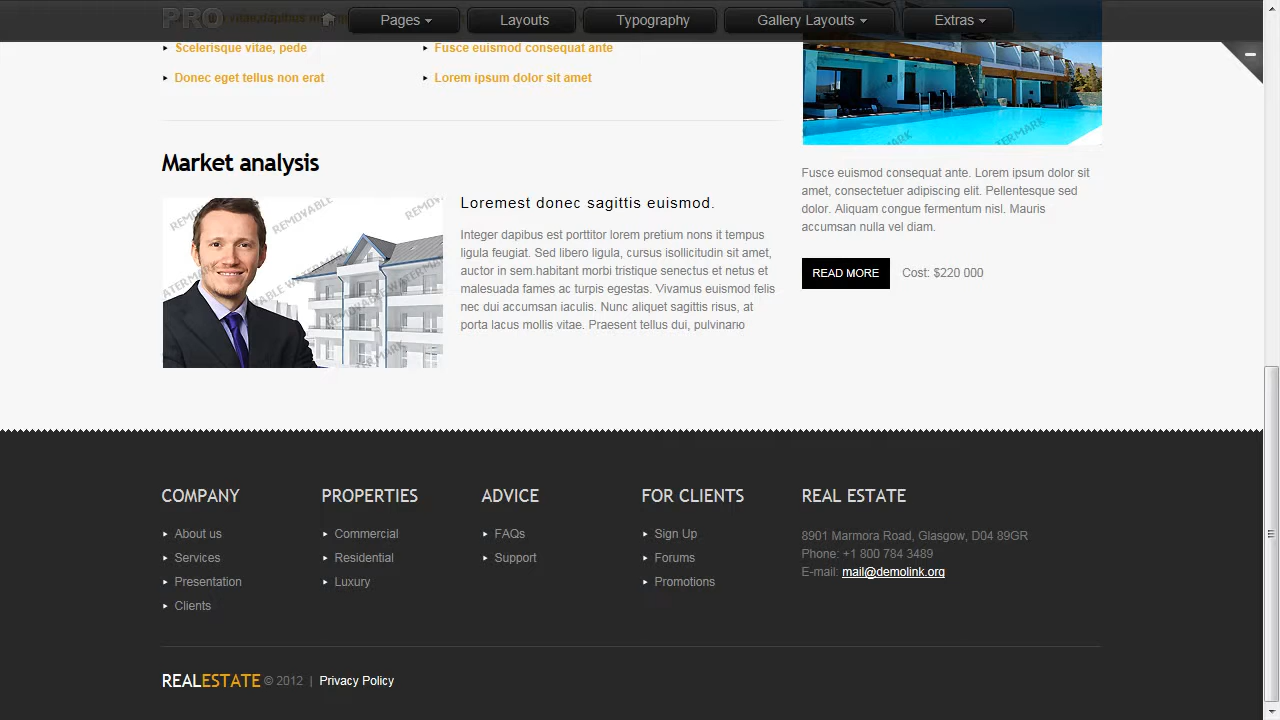 PRO
Pages
Layouts
Typography
Gallery Layouts
Extras
Scelerisque vitae, pede
Fusce euismod consequat ante
Donec eget tellus non erat
Lorem ipsum dolor sit amet
Market analysis
REMOVABLE
REMOVABLE
REMOVABLE
WATERMARK
Loremest donec sagittis euismod.
Integer dapibus est porttitor lorem pretium nons it tempus
ligula feugiat. Sed libero ligula, cursus isollicitudin sit amet,
auctor in sem.habitant morbi tristique senectus et netus et
malesuada fames ac turpis egestas. Vivamus euismod felis
nec dui accumsan iaculis. Nunc aliquet sagittis risus, at
porta lacus mollis vitae. Praesent tellus dui, pulvinario
Fusce euismod consequat ante. Lorem ipsum dolor sit
amet, consectetuer adipiscing elit. Pellentesque sed
dolor. Aliquam congue fermentum nisl. Mauris
accumsan nulla vel diam.
READ MORE
Cost: $220 000
COMPANY
About us
Services
Presentation
Clients
PROPERTIES
Commercial
Residential
Luxury
ADVICE
FAQs
Support
FOR CLIENTS
Sign Up
Forums
Promotions
REAL ESTATE
8901 Marmora Road, Glasgow, D04 89GR
Phone: +1 800 784 3489
E-mail: mail@demolink.org
REALESTATE © 2012 | Privacy Policy